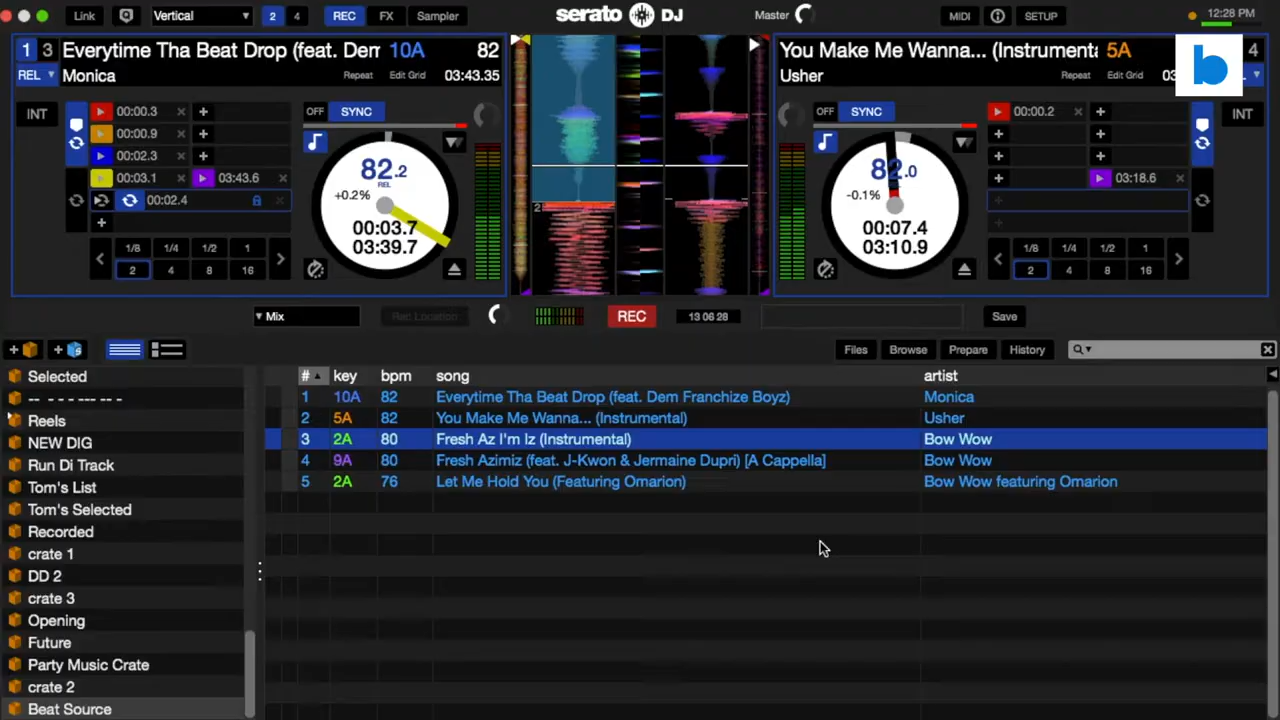 Link Vertical 2 4 REC FX Sampler serato DJ Master MIDI SETUP 12:28 PM
1 3 Everytime Tha Beat Drop (feat. Dem 10A 82
REL Monica Repeat Edit Grid 03:43.35
INT 00:00.3 OFF SYNC
00:00.9
00:02.3
00:03.1 03:43.6
00:02.4
82.2
REL
+0.2%
00:03.7
03:39.7
1/8 1/4 1/2 1
2 4 8 16
2
You Make Me Wanna... (Instrumenta 5A 4
Usher Repeat Edit Grid 03
b
OFF SYNC 00:00.2 INT
03:18.6
82.0
-0.1%
00:07.4
03:10.9
1/8 1/4 1/2 1
2 4 8 16
Mix Rec Location REC 13 06 28 Save
Files Browse Prepare History
Selected
-- - - - --- -- -
Reels
NEW DIG
Run Di Track
Tom's List
Tom's Selected
Recorded
crate 1
DD 2
crate 3
Opening
Future
Party Music Crate
crate 2
Beat Source
# key bpm song artist
1 10A 82 Everytime Tha Beat Drop (feat. Dem Franchize Boyz) Monica
2 5A 82 You Make Me Wanna... (Instrumental) Usher
3 2A 80 Fresh Az I'm Iz (Instrumental) Bow Wow
4 9A 80 Fresh Azimiz (feat. J-Kwon & Jermaine Dupri) [A Cappella] Bow Wow
5 2A 76 Let Me Hold You (Featuring Omarion) Bow Wow featuring Omarion